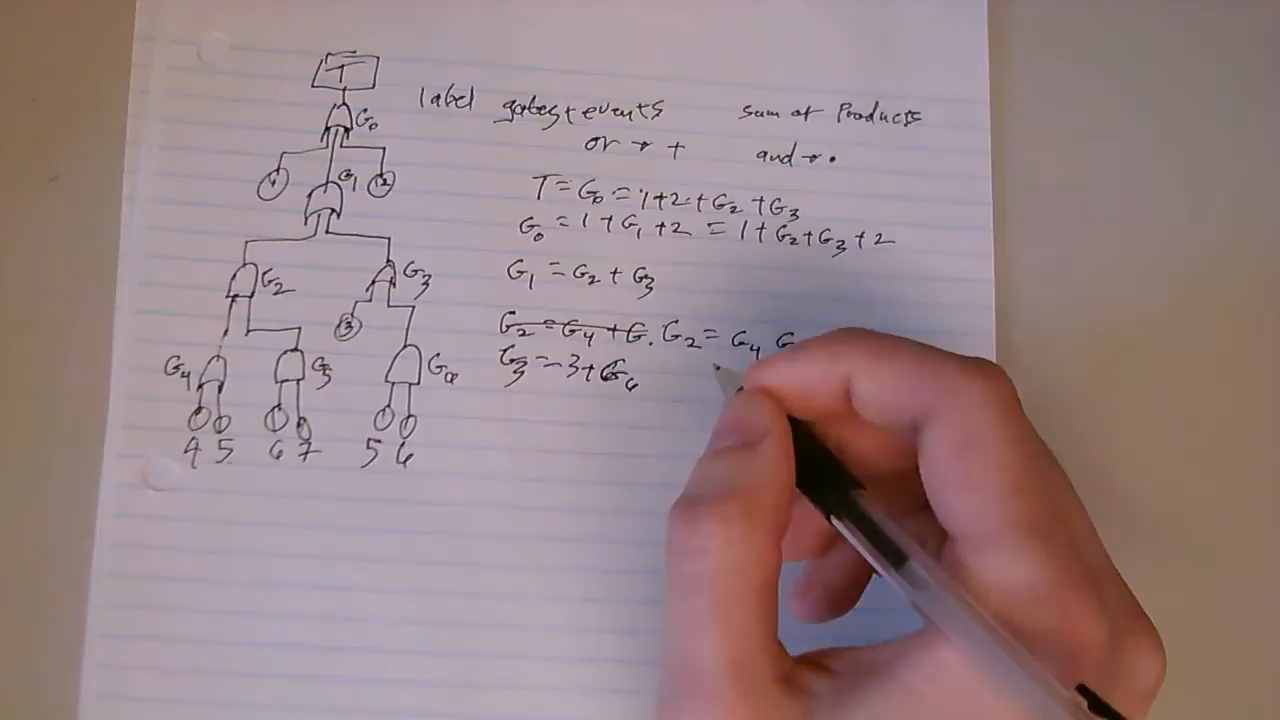 T
label gates + events sum of Products
G0
or → + and → •
1 G1 2
T = G0 = 1+2+G2+G3
G0 = 1+G1+2 = 1+G2+G3+2
G2 G3
G1 = G2 + G3
3
G2 = G4 + G. G2 = G4 G
G4 G5 G6
G3 = 3+G6
4 5 6 7 5 6